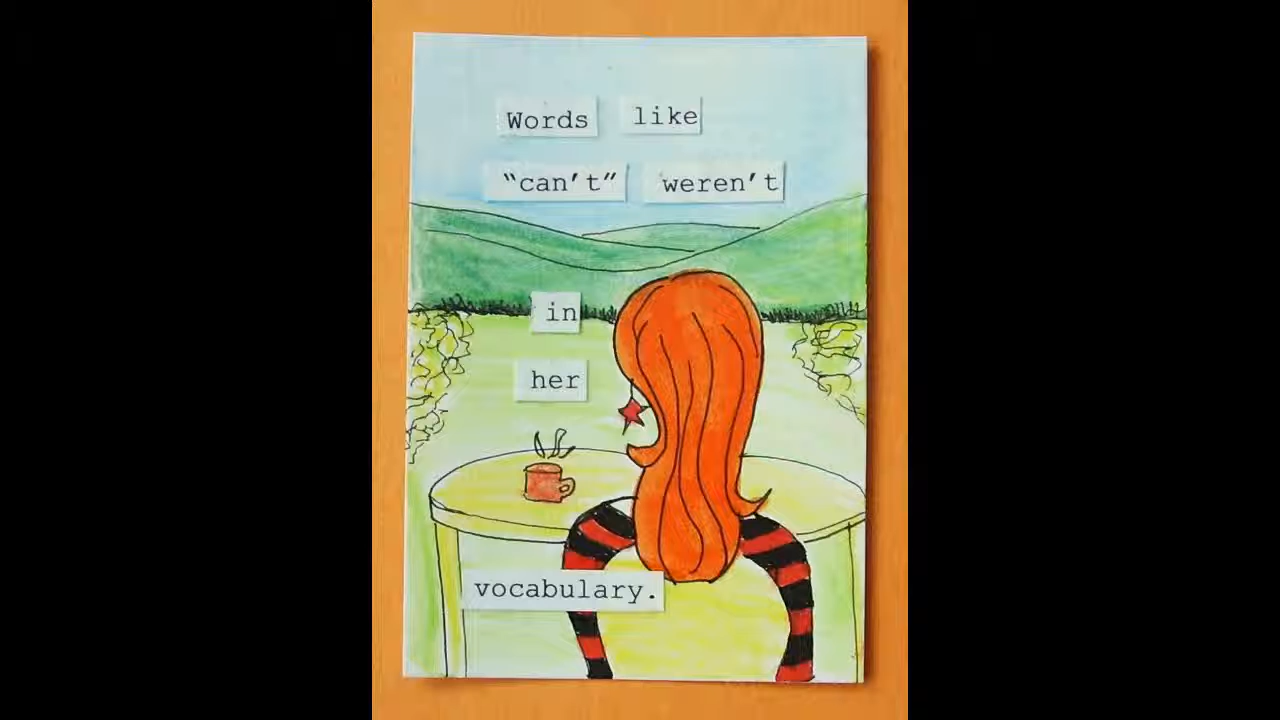 Words like
“can't” weren't
in
her
vocabulary.